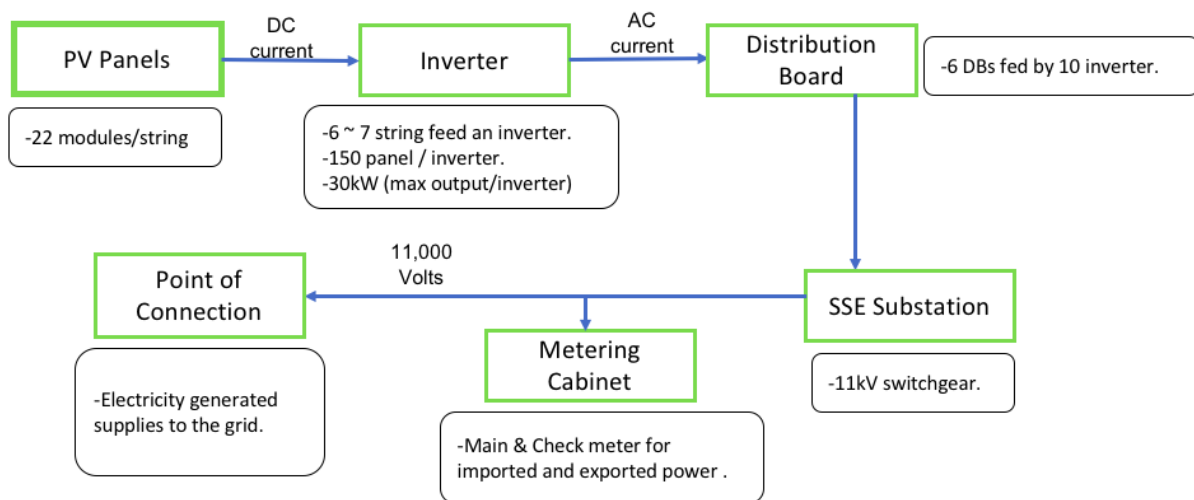 PV Panels
DC
current
Inverter
AC
current
Distribution
Board
-6 DBs fed by 10 inverter.
-22 modules/string
-6 ~ 7 string feed an inverter.
-150 panel / inverter.
-30kW (max output/inverter)
11,000
Volts
Point of
Connection
SSE Substation
Metering
Cabinet
-11kV switchgear.
-Electricity generated
supplies to the grid.
-Main & Check meter for
imported and exported power .